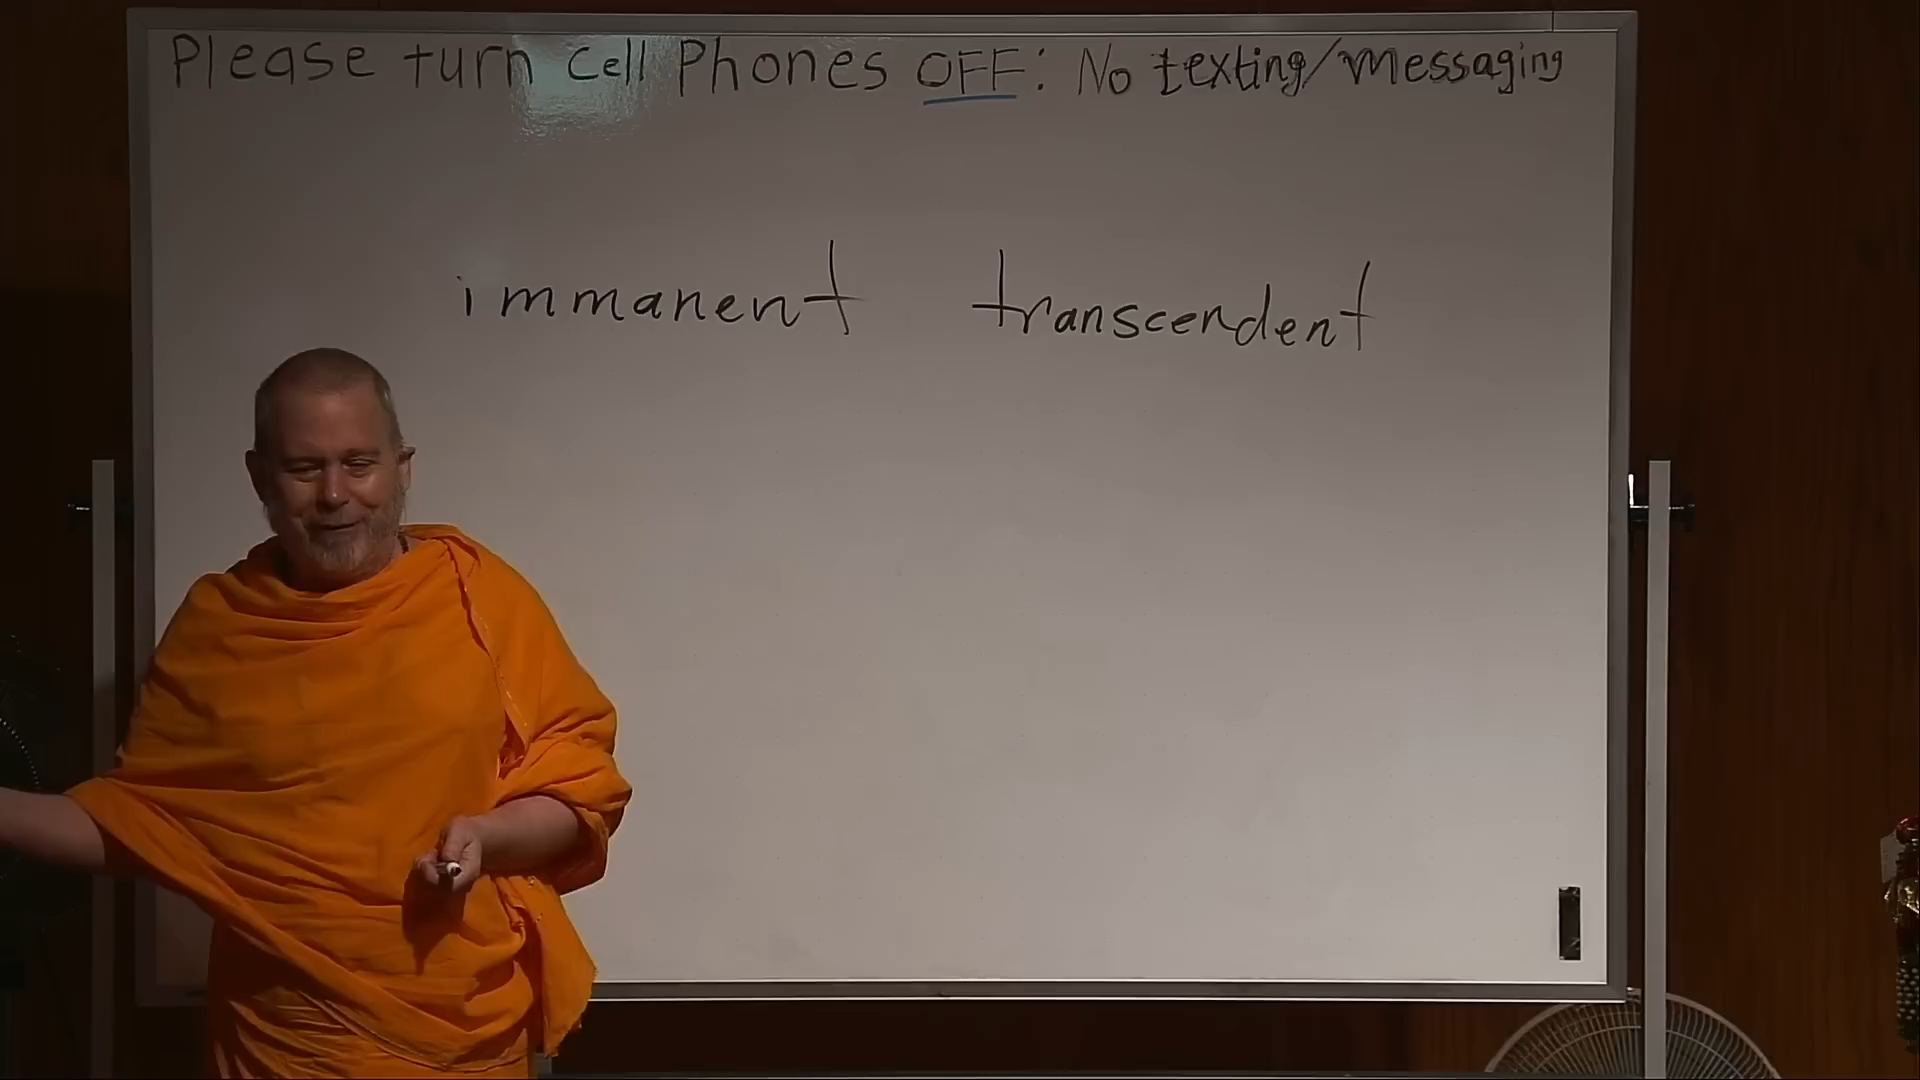 Please turn Cell Phones OFF: No texting/messaging
immanent transcendent